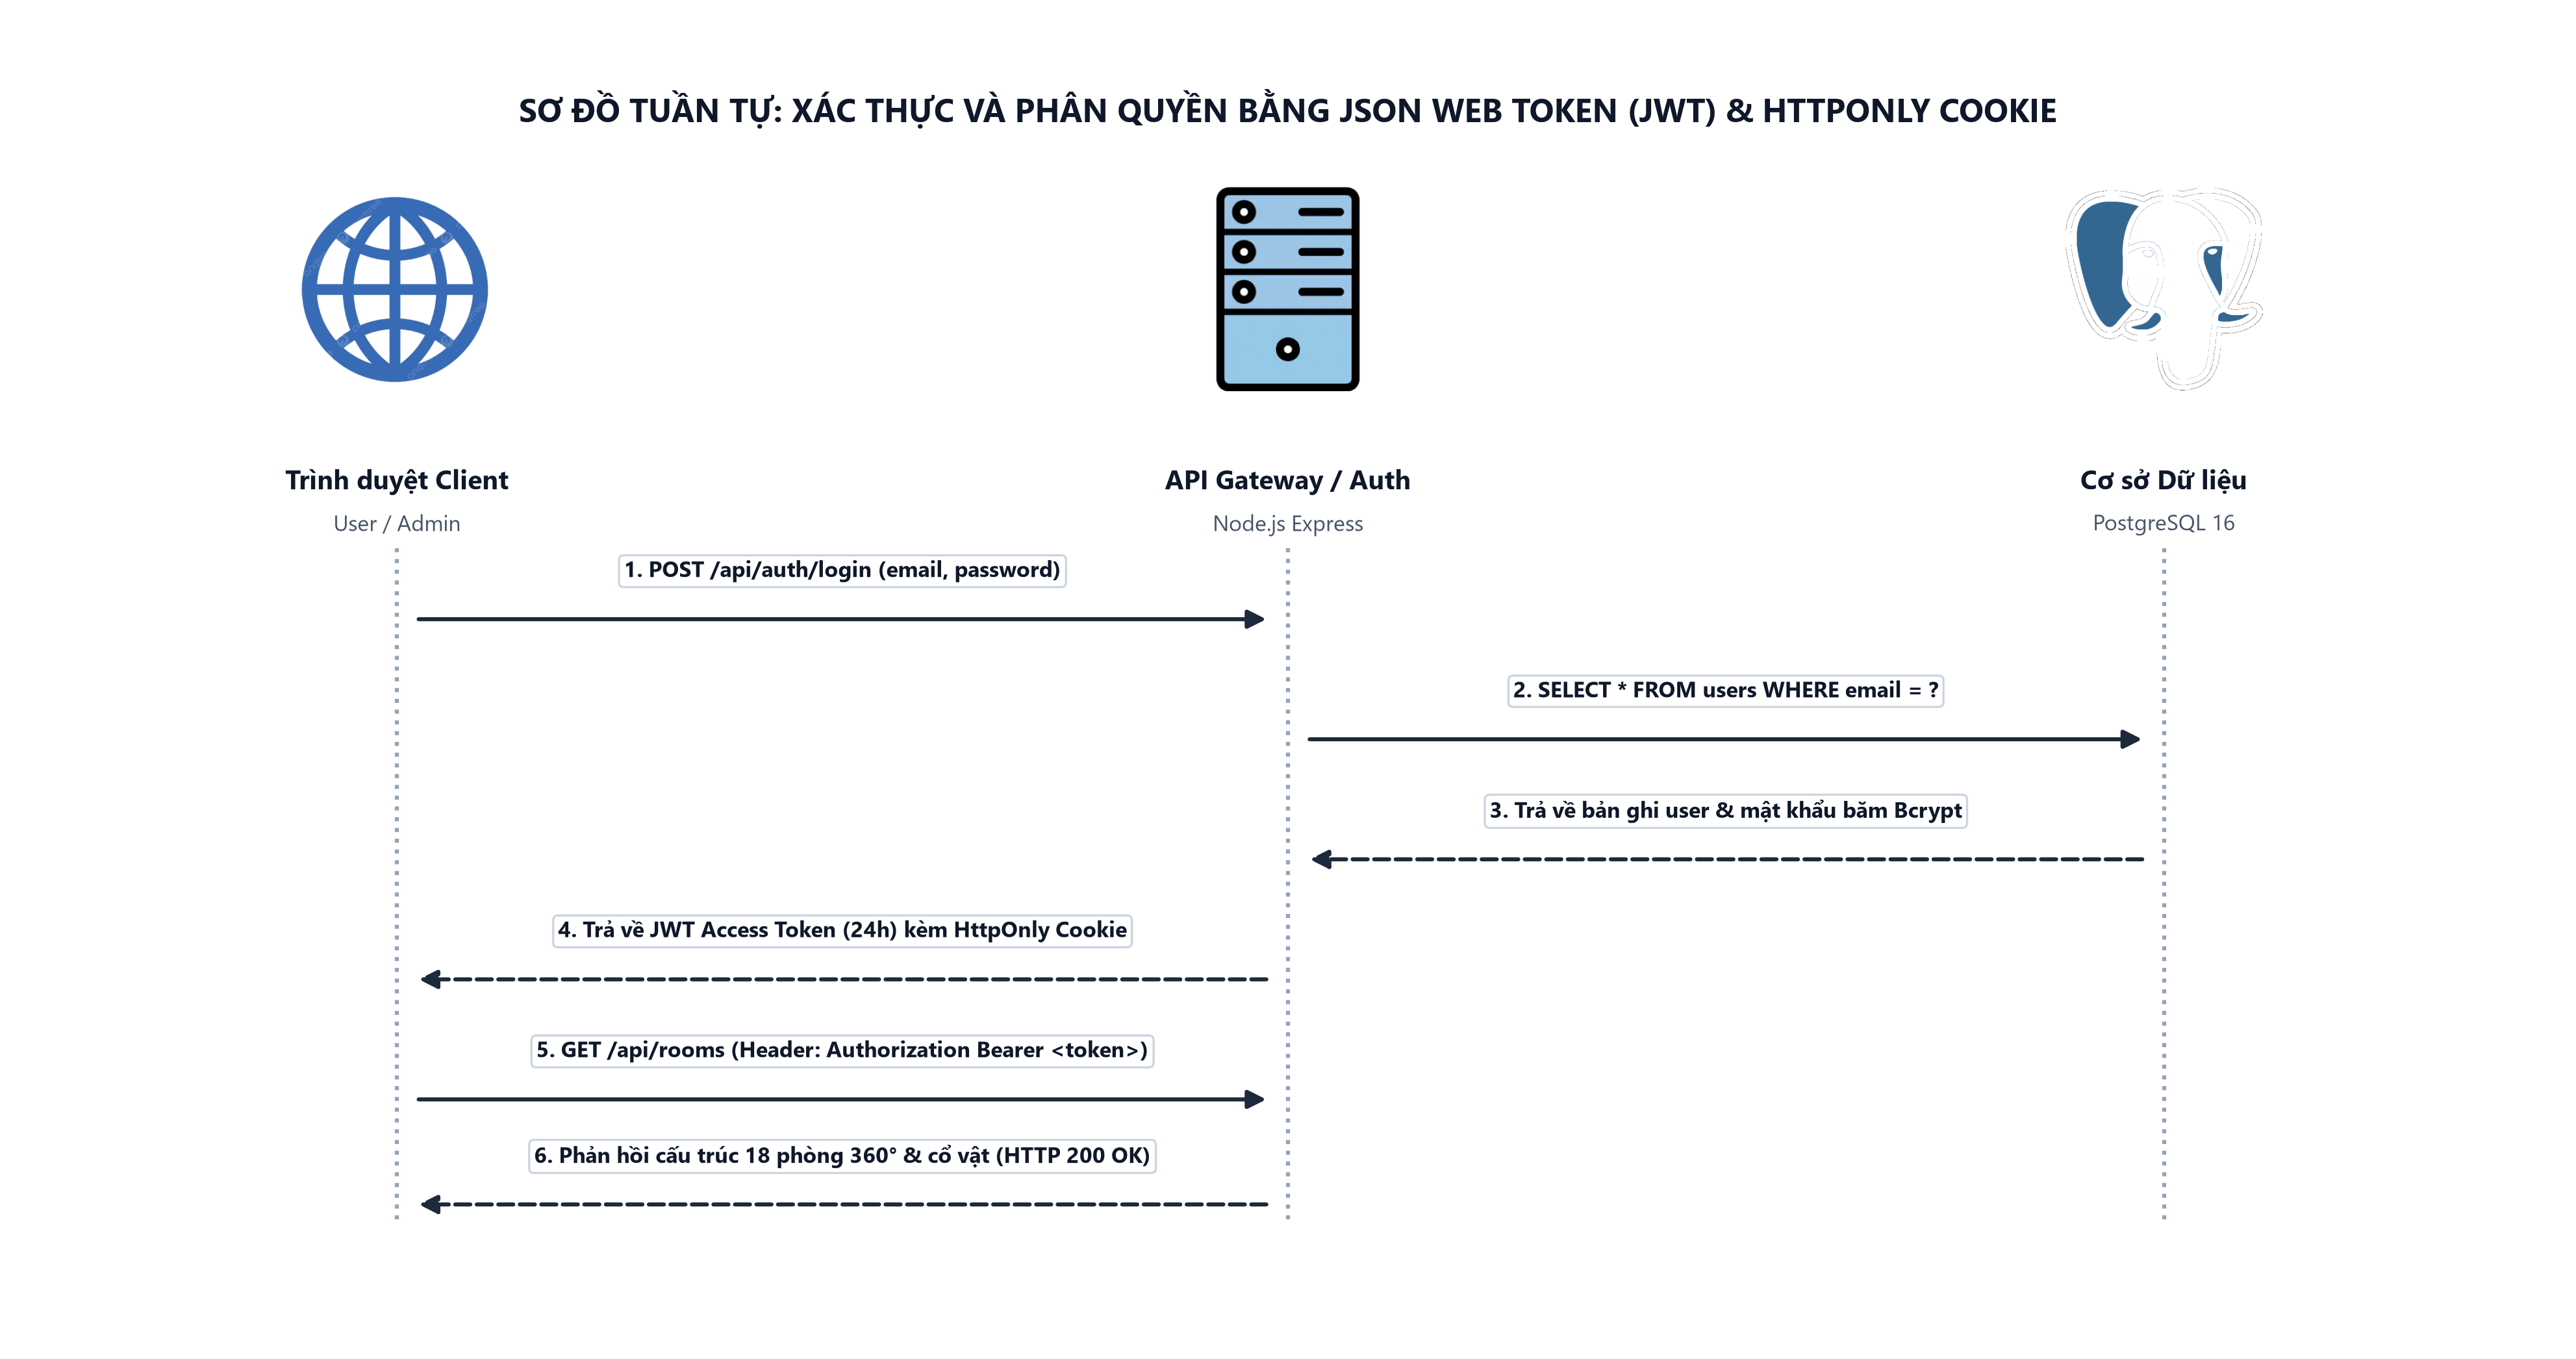 SƠ ĐỒ TUẦN TỰ: XÁC THỰC VÀ PHÂN QUYỀN BẰNG JSON WEB TOKEN (JWT) & HTTPONLY COOKIE
Trình duyệt Client
User / Admin
API Gateway / Auth
Node.js Express
Cơ sở Dữ liệu
PostgreSQL 16
1. POST /api/auth/login (email, password)
2. SELECT * FROM users WHERE email = ?
3. Trả về bản ghi user & mật khẩu băm Bcrypt
4. Trả về JWT Access Token (24h) kèm HttpOnly Cookie
5. GET /api/rooms (Header: Authorization Bearer <token>)
6. Phản hồi cấu trúc 18 phòng 360° & cổ vật (HTTP 200 OK)